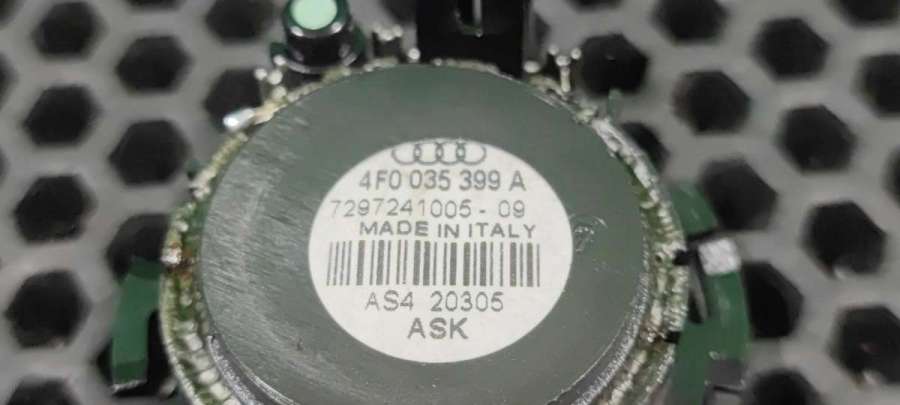 4F0 035 399 A
7297241005-09
MADE IN ITALY
AS4 20305
ASK